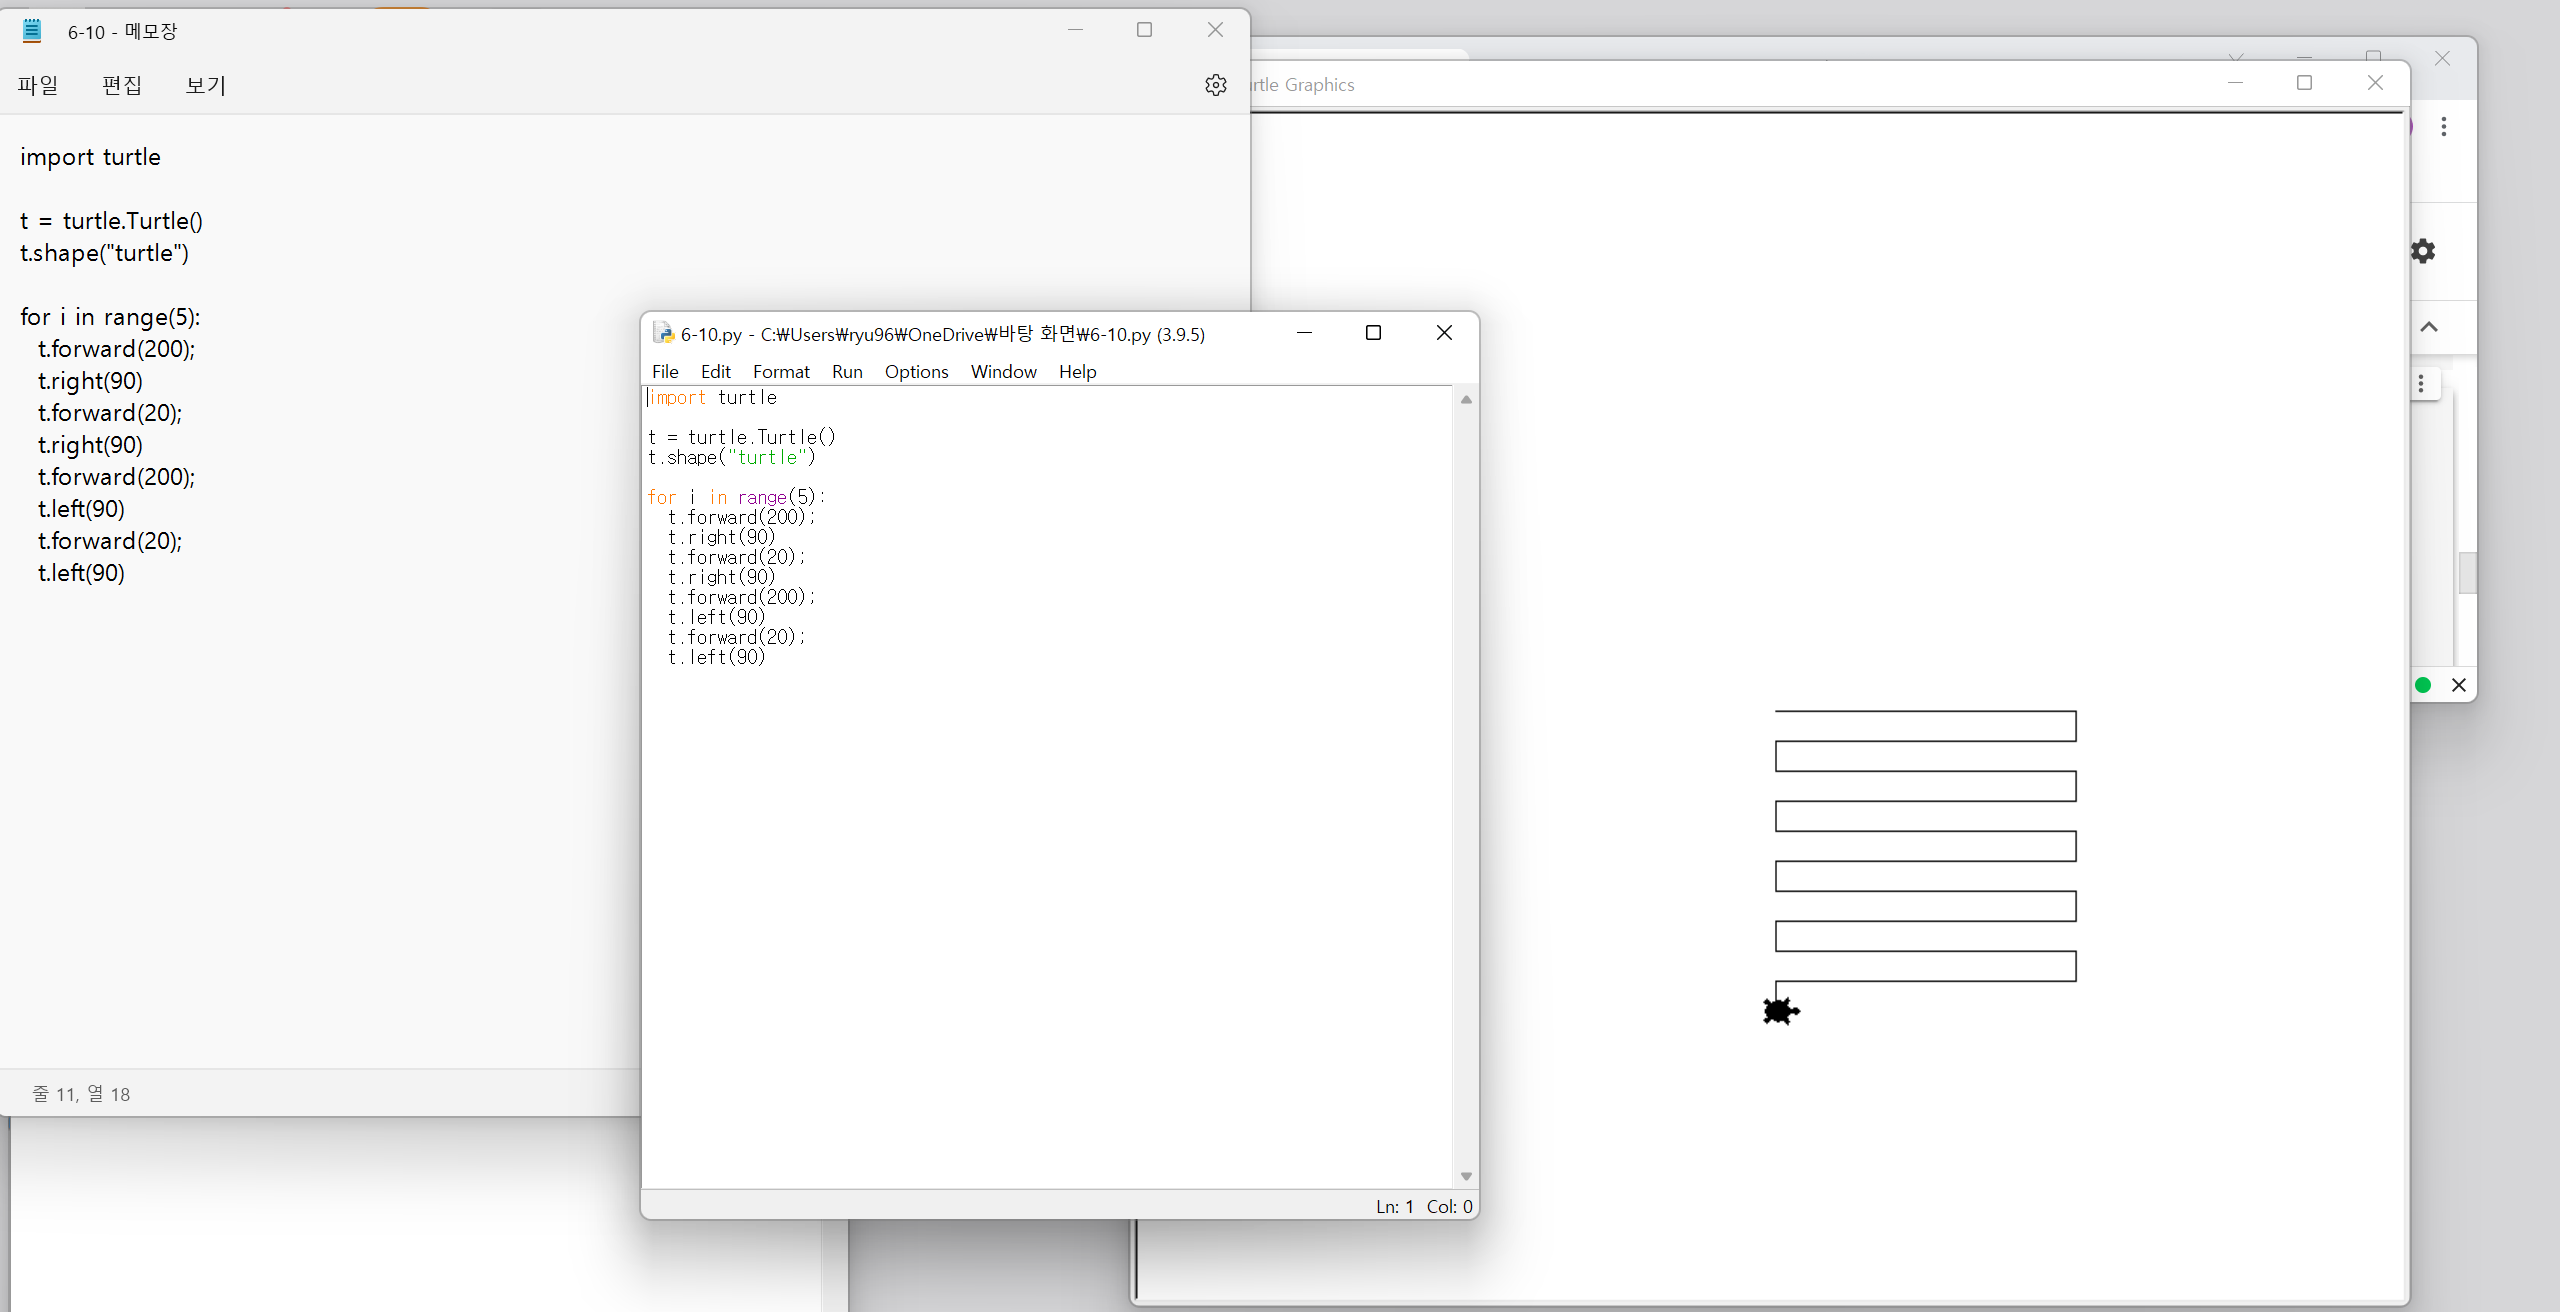 6-10 - 메모장
파일 편집 보기
import turtle
t = turtle.Turtle()
t.shape("turtle")
for i in range(5):
t.forward(200);
t.right(90)
t.forward(20);
t.right(90)
t.forward(200);
t.left(90)
t.forward(20);
t.left(90)
줄 11, 열 18
6-10.py - C:₩Users₩ryu96₩OneDrive₩바탕 화면₩6-10.py (3.9.5)
File Edit Format Run Options Window Help
import turtle
t = turtle.Turtle()
t.shape("turtle")
for i in range(5):
t.forward(200);
t.right(90)
t.forward(20);
t.right(90)
t.forward(200);
t.left(90)
t.forward(20);
t.left(90)
Ln: 1 Col: 0
Graphics